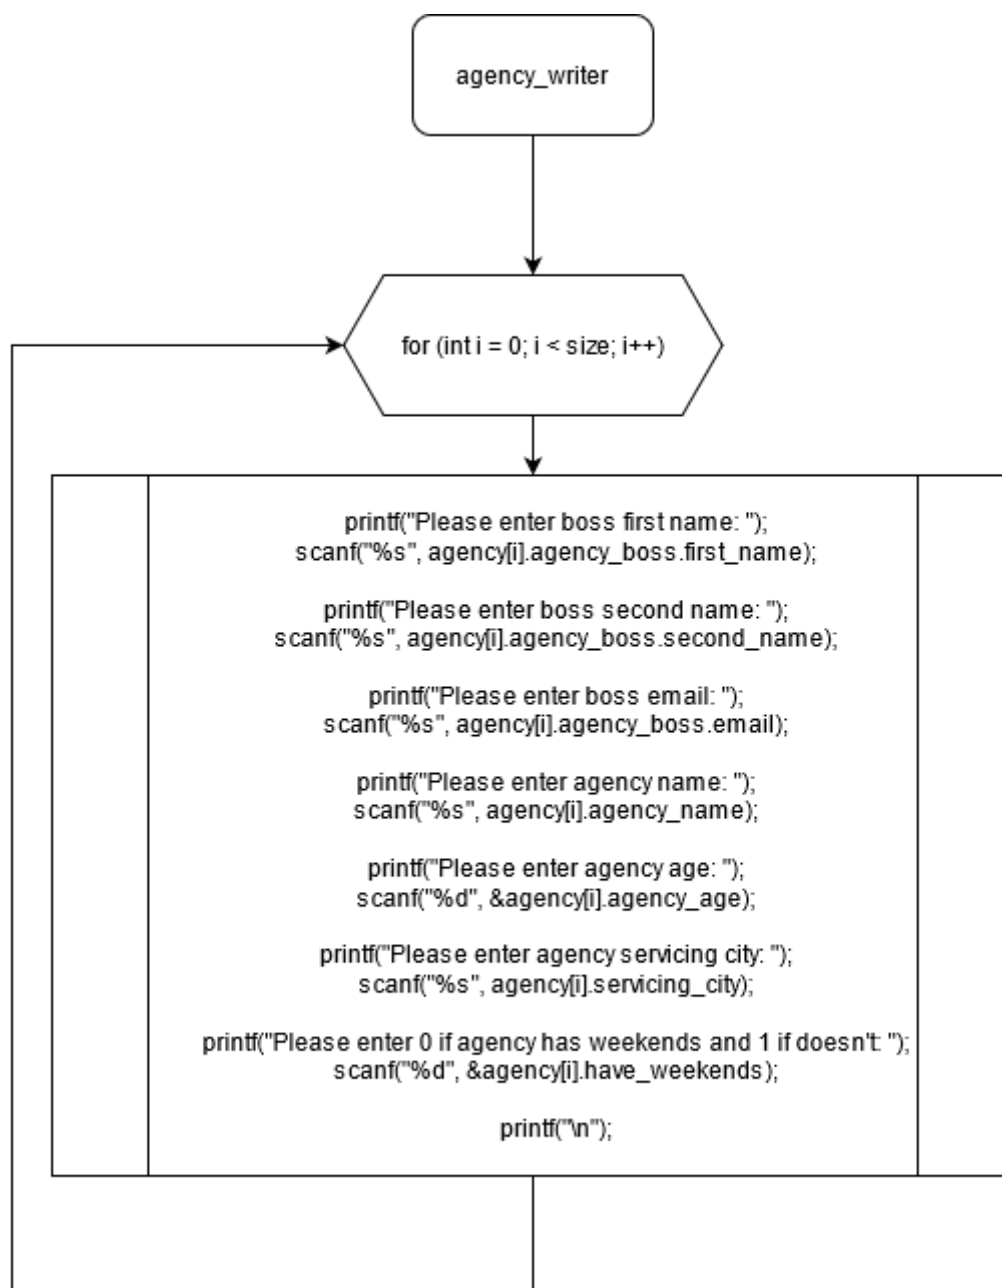 agency_writer
for (int i = 0; i < size; i++)
printf("Please enter boss first name: ");
scanf("%s", agency[i].agency_boss.first_name);
printf("Please enter boss second name: ");
scanf("%s", agency[i].agency_boss.second_name);
printf("Please enter boss email: ");
scanf("%s", agency[i].agency_boss.email);
printf("Please enter agency name: ");
scanf("%s", agency[i].agency_name);
printf("Please enter agency age: ");
scanf("%d", &agency[i].agency_age);
printf("Please enter agency servicing city: ");
scanf("%s", agency[i].servicing_city);
printf("Please enter 0 if agency has weekends and 1 if doesn't: ");
scanf("%d", &agency[i].have_weekends);
printf("\n");